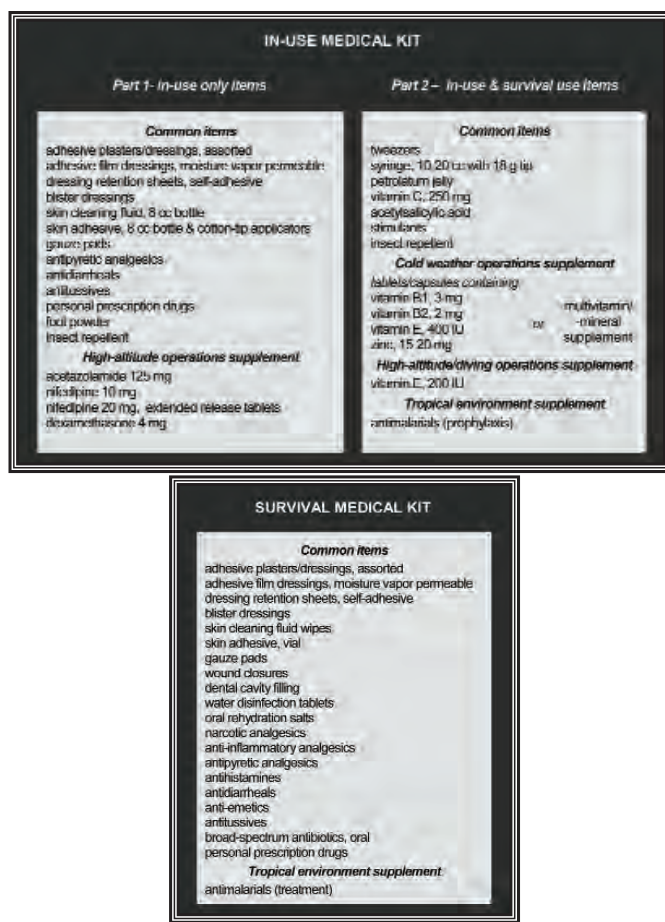 IN-USE MEDICAL KIT
Part 1- In-use only items
Common items
adhesive plasters/dressings, assorted
adhesive film dressings, moisture vapor permeable
dressing retention sheets, self-adhesive
blister dressings
skin cleaning fluid, 8 cc bottle
skin adhesive, 8 cc bottle & cotton-tip applicators
gauze pads
antipyretic analgesics
antidiarrheals
antitussives
personal prescription drugs
foot powder
insect repellent
High-altitude operations supplement
acetazolamide 125 mg
nifedipine 10 mg
nifedipine 20 mg, extended release tablets
dexamethasone 4 mg
Part 2 – In-use & survival use items
Common items
tweezers
syringe, 10-20 cc with 18 g tip
petrolatum jelly
vitamin C, 250 mg
acetylsalicylic acid
stimulants
insect repellent
Cold weather operations supplement
tablets/capsules containing
vitamin B1, 3 mg
vitamin B2, 2 mg
vitamin E, 400 IU
zinc, 15-20 mg
or
multivitamin/
-mineral
supplement
High-altitude/diving operations supplement
vitamin E, 200 IU
Tropical environment supplement
antimalarials (prophylaxis)
SURVIVAL MEDICAL KIT
Common items
adhesive plasters/dressings, assorted
adhesive film dressings, moisture vapor permeable
dressing retention sheets, self-adhesive
blister dressings
skin cleaning fluid wipes
skin adhesive, vial
gauze pads
wound closures
dental cavity filling
water disinfection tablets
oral rehydration salts
narcotic analgesics
anti-inflammatory analgesics
antipyretic analgesics
antihistamines
antidiarrheals
anti-emetics
antitussives
broad-spectrum antibiotics, oral
personal prescription drugs
Tropical environment supplement
antimalarials (treatment)